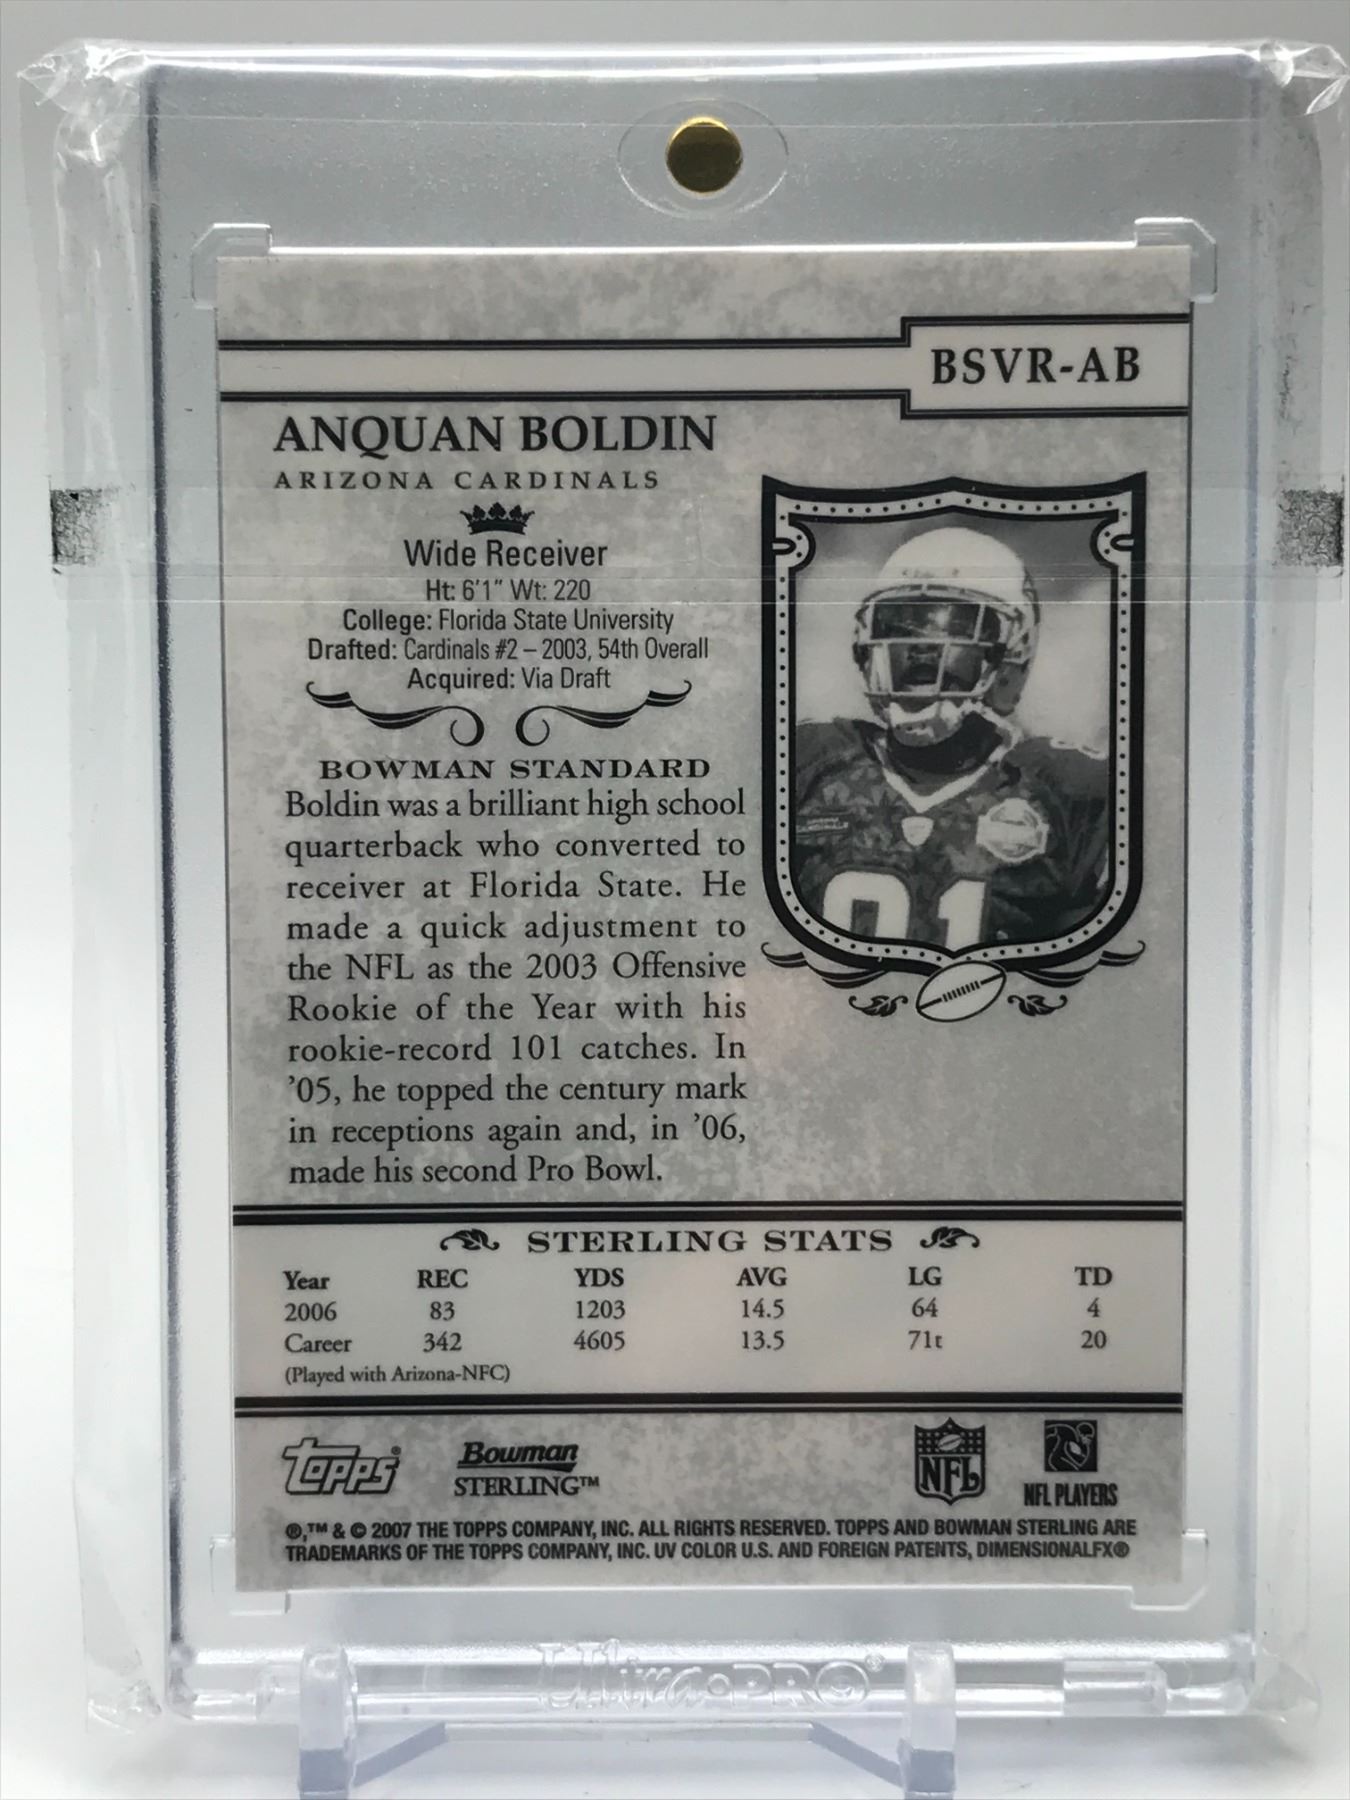 BSVR-AB
ANQUAN BOLDIN
ARIZONA CARDINALS
Wide Receiver
Ht: 6'1" Wt: 220
College: Florida State University
Drafted: Cardinals #2 – 2003, 54th Overall
Acquired: Via Draft
BOWMAN STANDARD
Boldin was a brilliant high school
quarterback who converted to
receiver at Florida State. He
made a quick adjustment to
the NFL as the 2003 Offensive
Rookie of the Year with his
rookie-record 101 catches. In
’05, he topped the century mark
in receptions again and, in ’06,
made his second Pro Bowl.
81
STERLING STATS
Year REC YDS AVG LG TD
2006 83 1203 14.5 64 4
Career 342 4605 13.5 71t 20
(Played with Arizona-NFC)
Topps®
Bowman
STERLING™
NFL
NFL PLAYERS
®,™ & © 2007 THE TOPPS COMPANY, INC. ALL RIGHTS RESERVED. TOPPS AND BOWMAN STERLING ARE
TRADEMARKS OF THE TOPPS COMPANY, INC. UV COLOR U.S. AND FOREIGN PATENTS, DIMENSIONALFX®
Ultra•PRO®